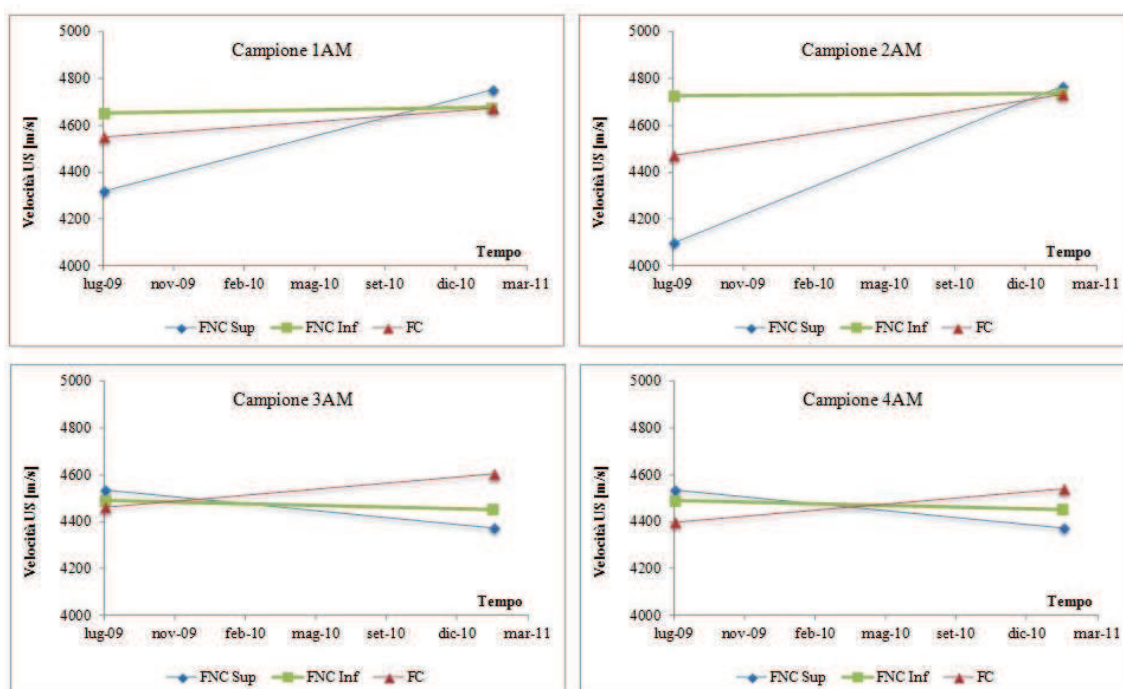 Campione 1AM
Velocità US [m/s]
5000
4800
4600
4400
4200
4000
Tempo
lug-09 nov-09 feb-10 mag-10 set-10 dic-10 mar-11
FNC Sup FNC Inf FC
Campione 2AM
Velocità US [m/s]
5000
4800
4600
4400
4200
4000
Tempo
lug-09 nov-09 feb-10 mag-10 set-10 dic-10 mar-11
FNC Sup FNC Inf FC
Campione 3AM
Velocità US [m/s]
5000
4800
4600
4400
4200
4000
Tempo
lug-09 nov-09 feb-10 mag-10 set-10 dic-10 mar-11
FNC Sup FNC Inf FC
Campione 4AM
Velocità US [m/s]
5000
4800
4600
4400
4200
4000
Tempo
lug-09 nov-09 feb-10 mag-10 set-10 dic-10 mar-11
FNC Sup FNC Inf FC